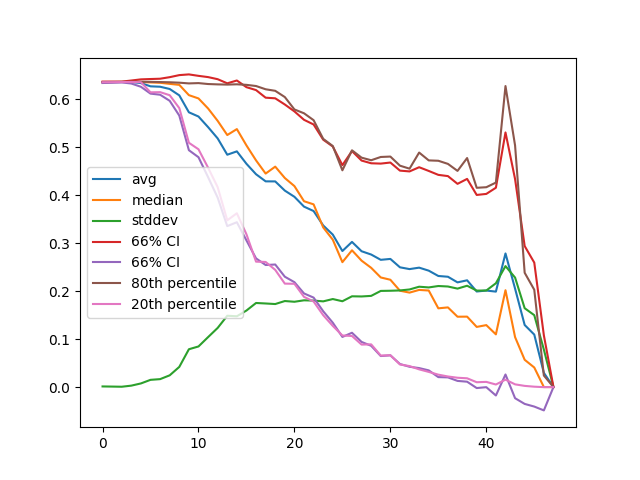 0.6
0.5
0.4
0.3
0.2
0.1
0.0
avg
median
stddev
66% CI
66% CI
80th percentile
20th percentile
0 10 20 30 40